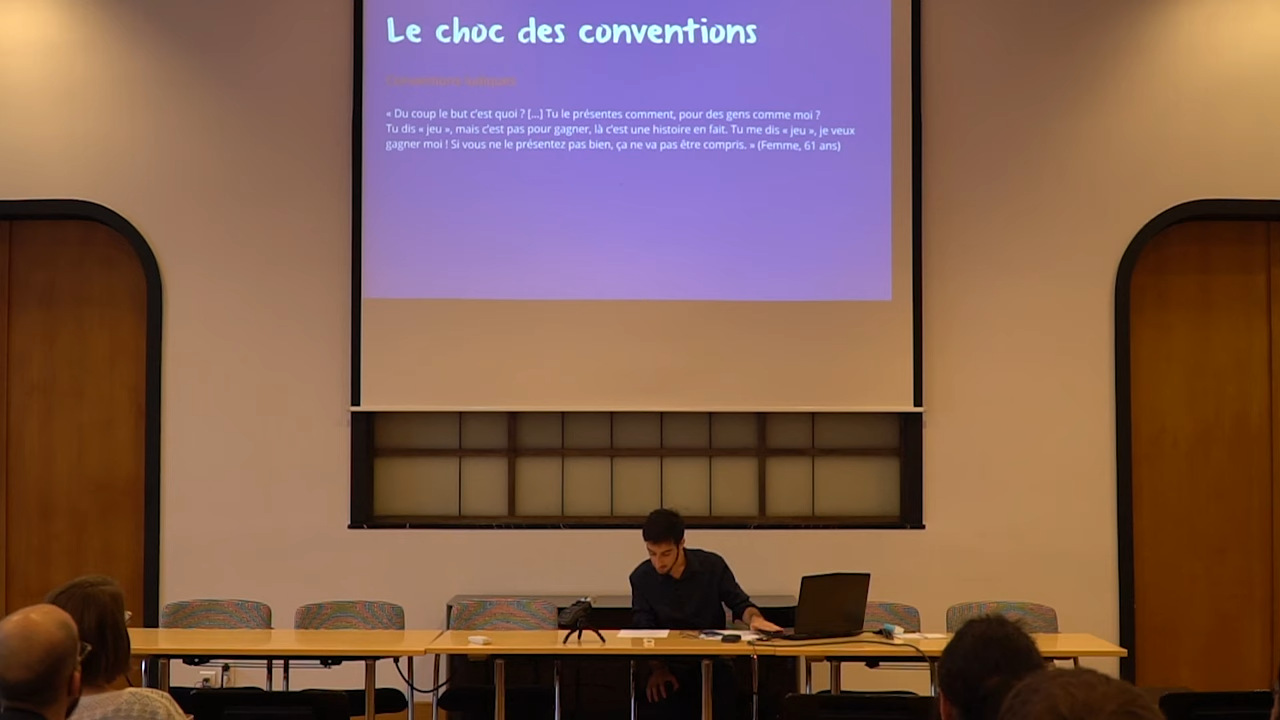 Le choc des conventions
« Du coup le but c'est quoi ? [...] Tu le présentes comment, pour des gens comme moi ?
Tu dis « jeu », mais c'est pas pour gagner, là c'est une histoire en fait. Tu me dis « jeu », je veux
gagner moi ! Si vous ne le présentez pas bien, ça ne va pas être compris. » (Femme, 61 ans)